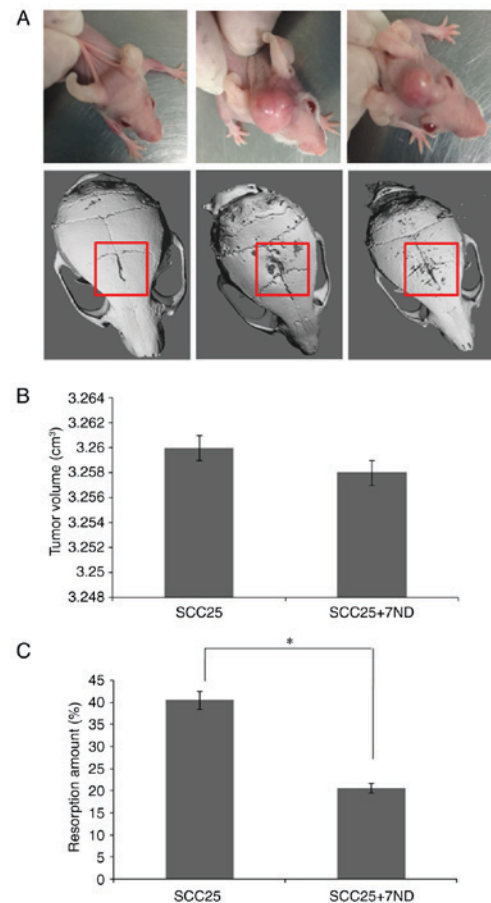 A
B
Tumor volume (cm³)
3.264
3.262
3.26
3.258
3.256
3.254
3.252
3.25
3.248
SCC25
SCC25+7ND
C
*
Resorption amount (%)
45
40
35
30
25
20
15
10
5
0
SCC25
SCC25+7ND